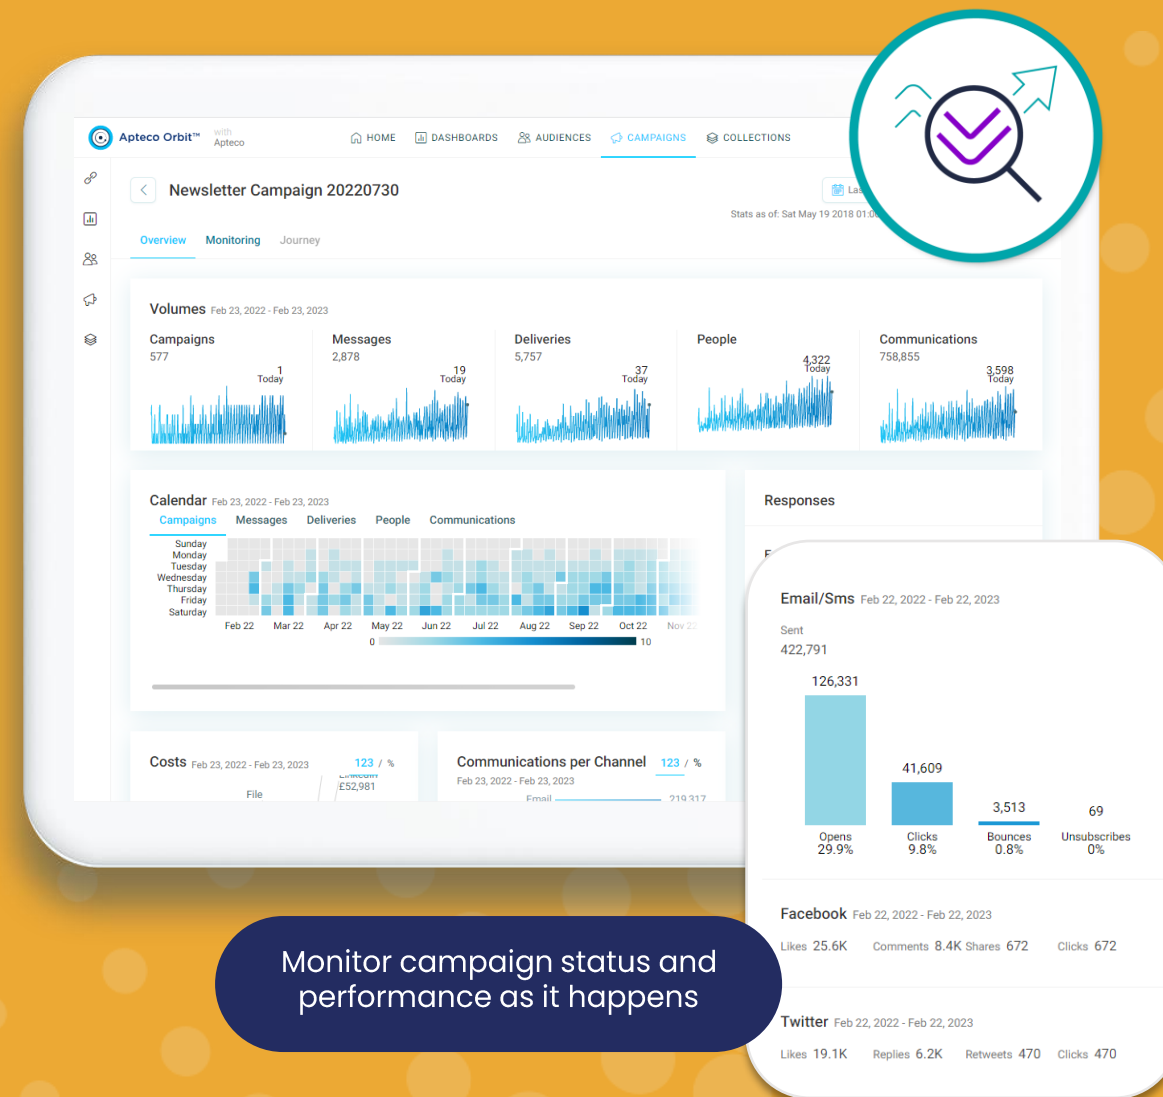 Apteco Orbit™
with
Apteco
HOME
DASHBOARDS
AUDIENCES
CAMPAIGNS
COLLECTIONS
Newsletter Campaign 20220730
Stats as of: Sat May 19 2018
Overview
Monitoring
Journey
Volumes Feb 23, 2022 - Feb 23, 2023
Campaigns
577
1
Today
Messages
2,878
19
Today
Deliveries
5,757
37
Today
People
4,322
Today
Communications
758,855
3,598
Today
Calendar Feb 23, 2022 - Feb 23, 2023
Campaigns Messages Deliveries People Communications
Sunday
Monday
Tuesday
Wednesday
Thursday
Friday
Saturday
Feb 22 Mar 22 Apr 22 May 22 Jun 22 Jul 22 Aug 22 Sep 22 Oct 22 Nov 22
0 10
Responses
Costs Feb 23, 2022 - Feb 23, 2023 123 / %
LinkedIn
£52,981
File
Communications per Channel 123 / %
Feb 23, 2022 - Feb 23, 2023
Email 219,317
Email/Sms Feb 22, 2022 - Feb 22, 2023
Sent
422,791
126,331
41,609
3,513
69
Opens Clicks Bounces Unsubscribes
29.9% 9.8% 0.8% 0%
Facebook Feb 22, 2022 - Feb 22, 2023
Likes 25.6K Comments 8.4K Shares 672 Clicks 672
Twitter Feb 22, 2022 - Feb 22, 2023
Likes 19.1K Replies 6.2K Retweets 470 Clicks 470
Monitor campaign status and
performance as it happens